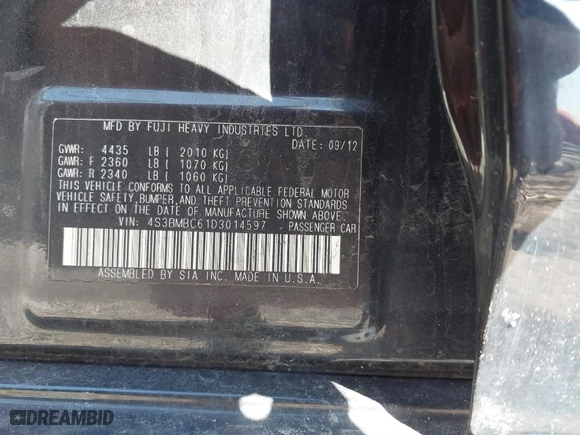 MFD BY FUJI HEAVY INDUSTRIES LTD.
DATE: 09/12
GVWR: 4435 LB ( 2010 KG)
GAWR: F 2360 LB ( 1070 KG)
GAWR: R 2340 LB ( 1060 KG)
THIS VEHICLE CONFORMS TO ALL APPLICABLE FEDERAL MOTOR
VEHICLE SAFETY, BUMPER, AND THEFT PREVENTION STANDARDS
IN EFFECT ON THE DATE OF MANUFACTURE SHOWN ABOVE.
VIN: 4S3BMBC61D3014597 PASSENGER CAR
ASSEMBLED BY SIA INC. MADE IN U.S.A.
DREAMBID